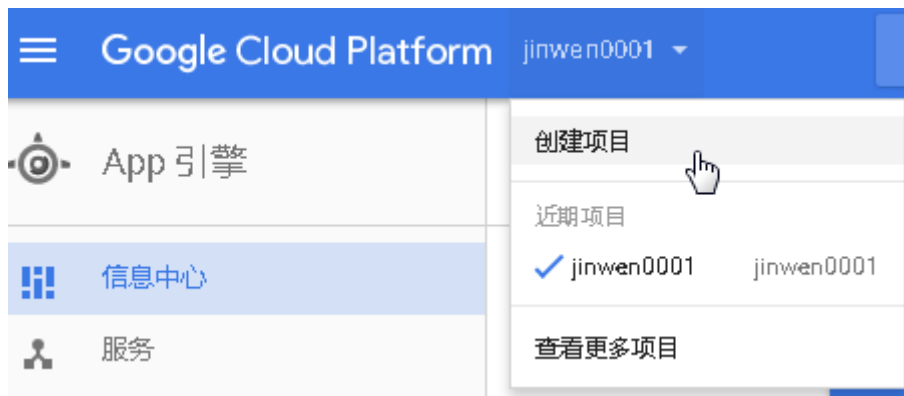 Google Cloud Platform jinwen0001
创建项目
App 引擎
近期项目
jinwen0001 jinwen0001
信息中心
服务
查看更多项目